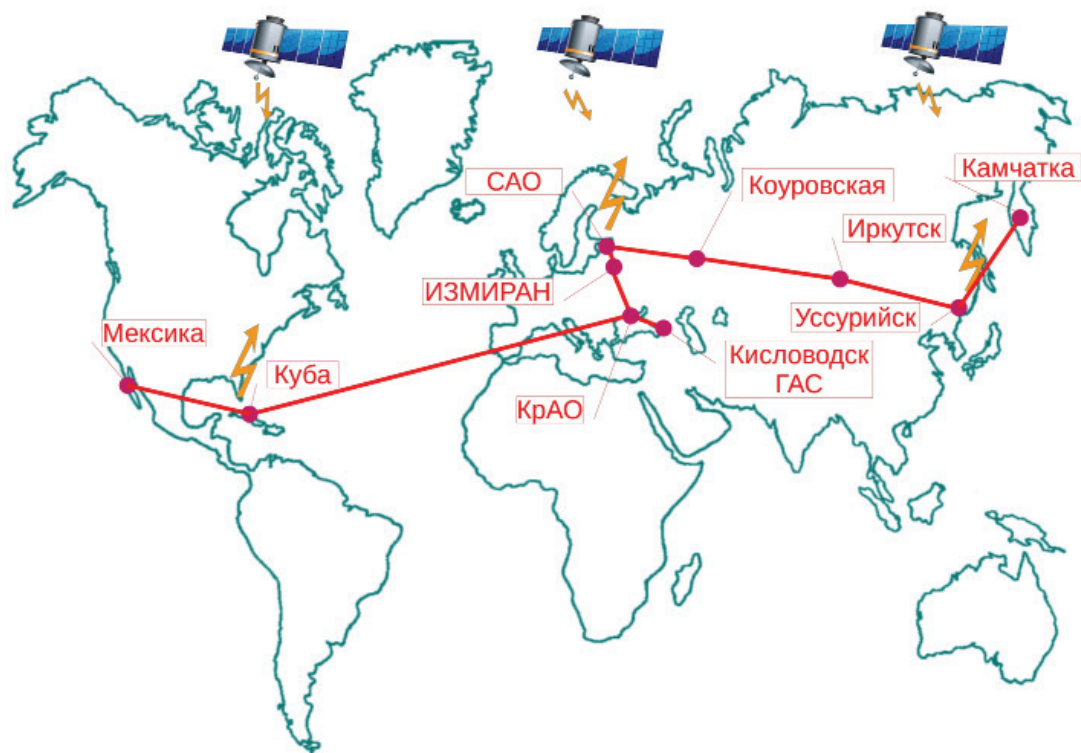 Камчатка
САО
Коуровская
Иркутск
ИЗМИРАН
Уссурийск
Мексика
Куба
Кисловодск
ГАС
КрАО